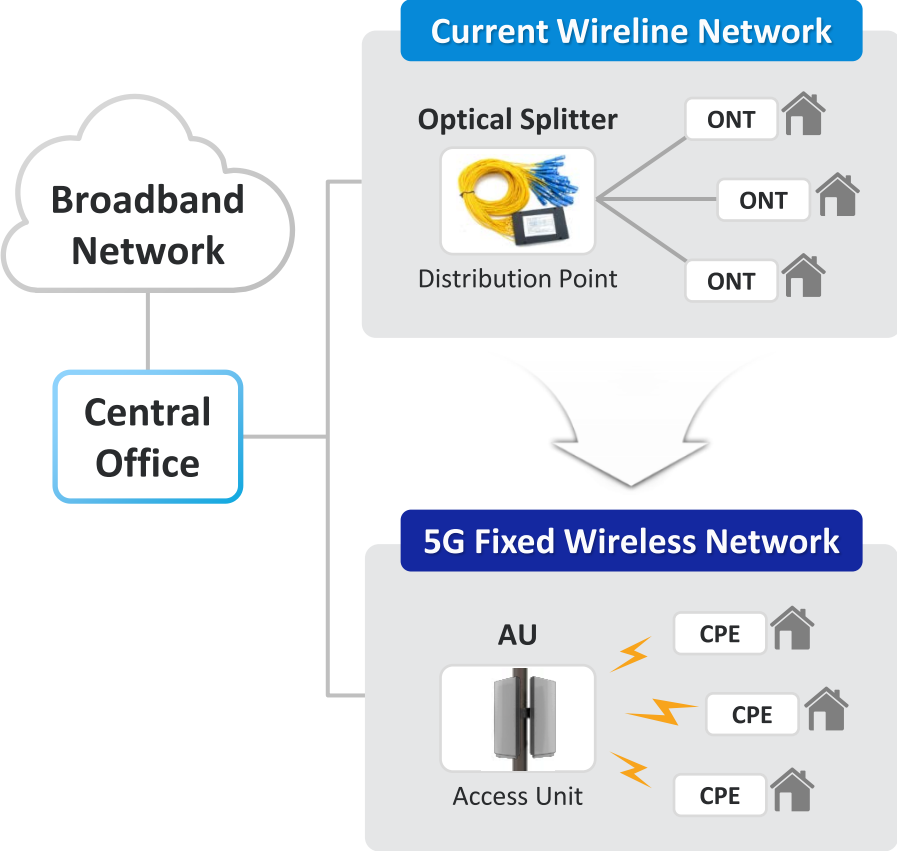 Current Wireline Network
Optical Splitter
ONT
ONT
ONT
Distribution Point
Broadband
Network
Central
Office
5G Fixed Wireless Network
AU
CPE
CPE
CPE
Access Unit